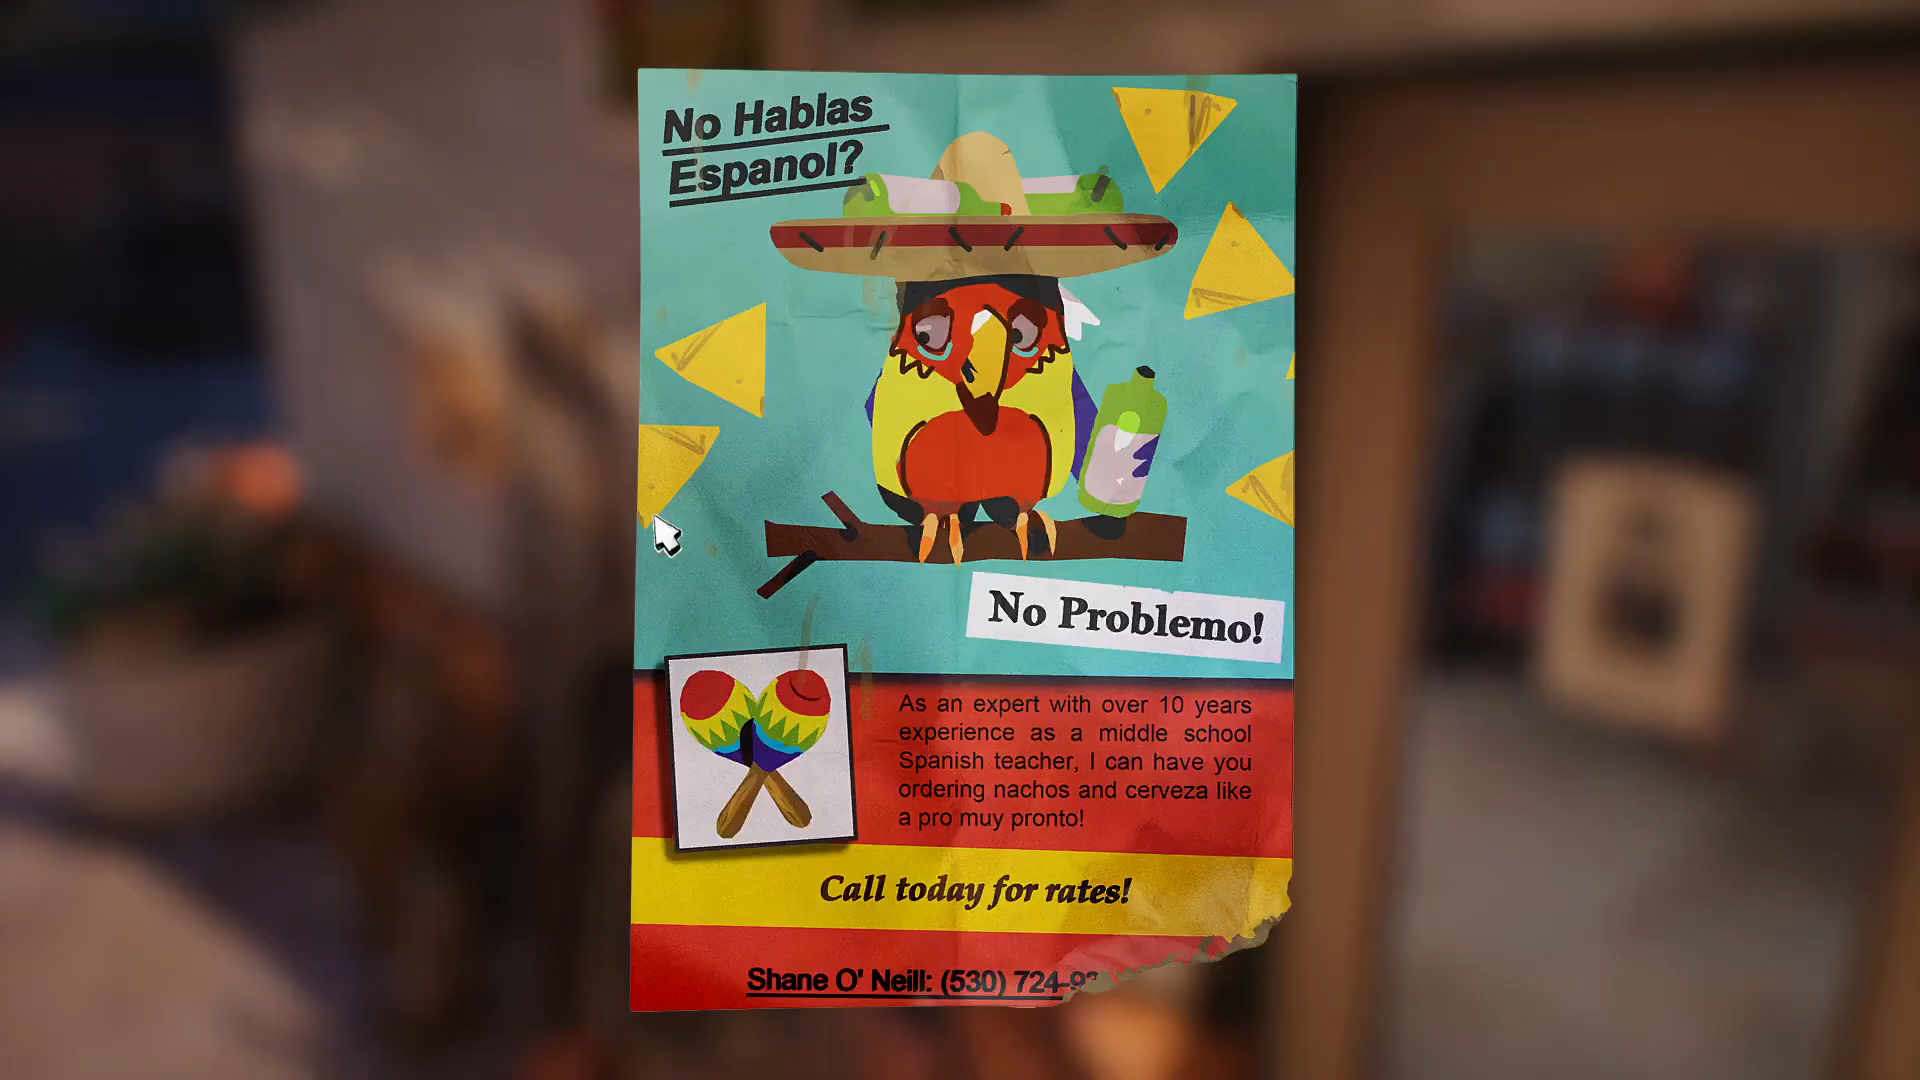 No Hablas
Espanol?
No Problemo!
As an expert with over 10 years
experience as a middle school
Spanish teacher, I can have you
ordering nachos and cerveza like
a pro muy pronto!
Call today for rates!
Shane O' Neill: (530) 724-9